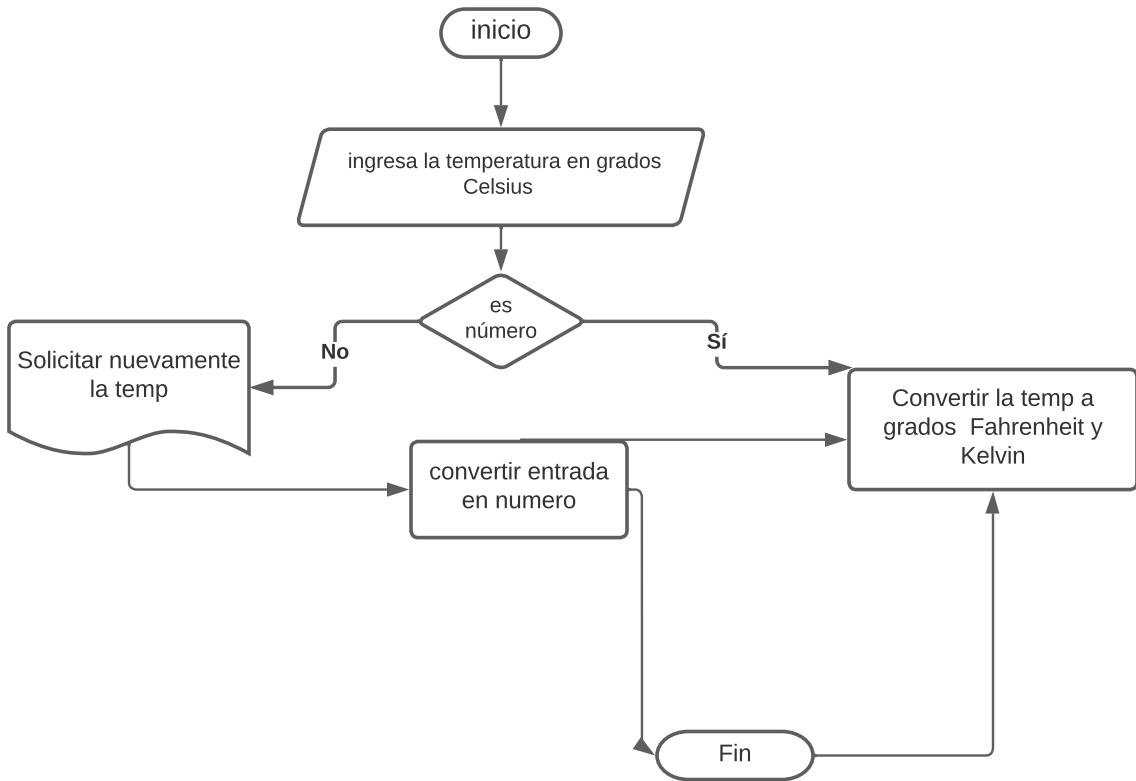 inicio
ingresa la temperatura en grados
Celsius
es
número
No
Sí
Solicitar nuevamente
la temp
Convertir la temp a
grados  Fahrenheit y
Kelvin
convertir entrada
en numero
Fin